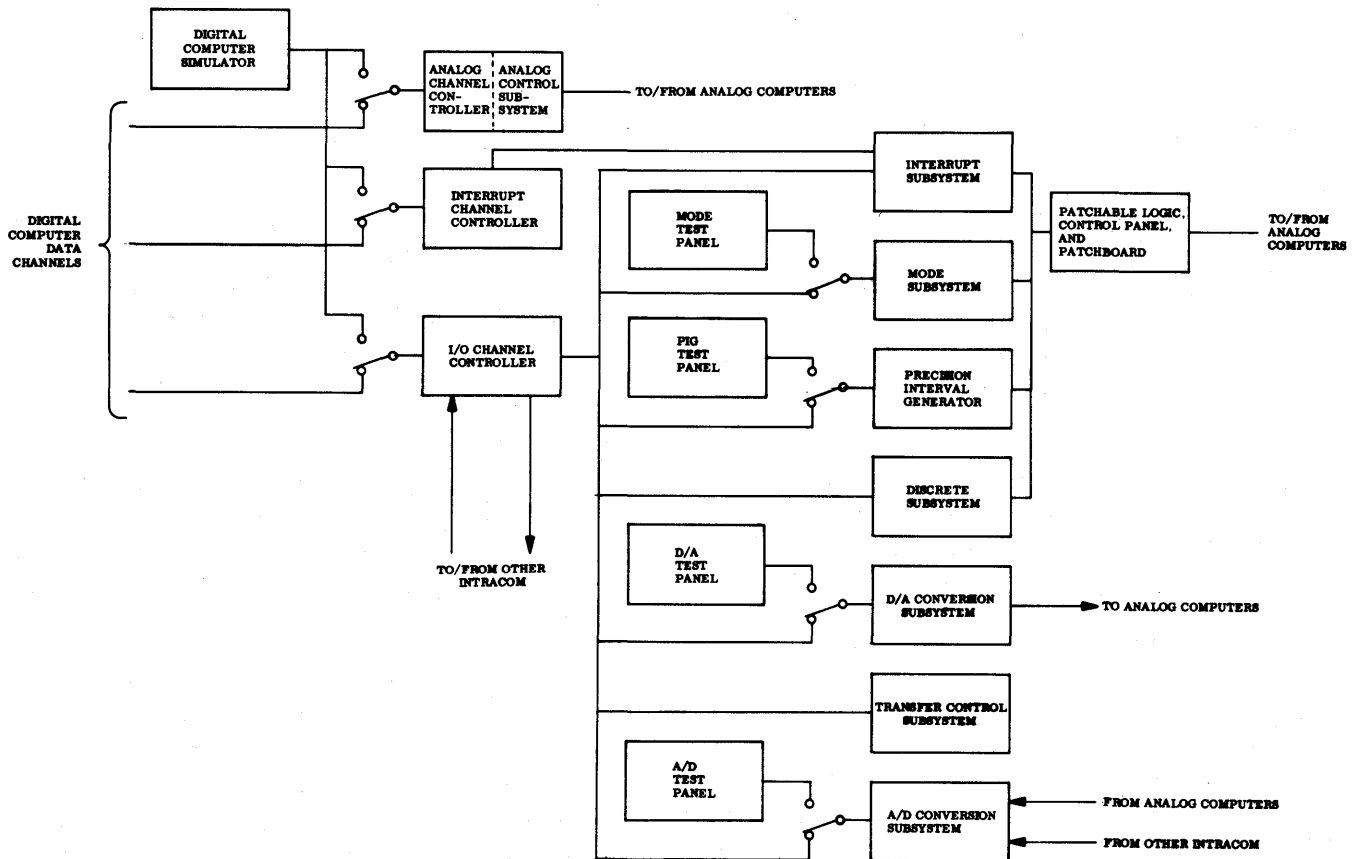 DIGITAL
COMPUTER
SIMULATOR
ANALOG
CHANNEL
CON-
TROLLER
ANALOG
CONTROL
SUB-
SYSTEM
TO/FROM ANALOG COMPUTERS
DIGITAL
COMPUTER
DATA
CHANNELS
INTERRUPT
CHANNEL
CONTROLLER
INTERRUPT
SUBSYSTEM
MODE
TEST
PANEL
PATCHABLE LOGIC,
CONTROL PANEL,
AND
PATCHBOARD
TO/FROM
ANALOG
COMPUTERS
MODE
SUBSYSTEM
I/O CHANNEL
CONTROLLER
PIG
TEST
PANEL
PRECISION
INTERVAL
GENERATOR
DISCRETE
SUBSYSTEM
TO/FROM OTHER
INTRACOM
D/A
TEST
PANEL
D/A CONVERSION
SUBSYSTEM
TO ANALOG COMPUTERS
TRANSFER CONTROL
SUBSYSTEM
A/D
TEST
PANEL
A/D CONVERSION
SUBSYSTEM
FROM ANALOG COMPUTERS
FROM OTHER INTRACOM